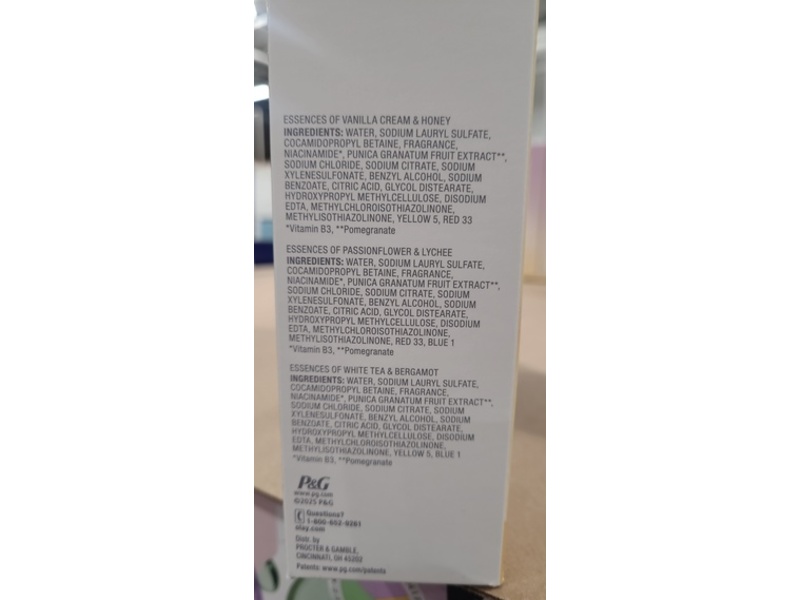 ESSENCES OF VANILLA CREAM & HONEY
INGREDIENTS: WATER, SODIUM LAURYL SULFATE,
COCAMIDOPROPYL BETAINE, FRAGRANCE,
NIACINAMIDE*, PUNICA GRANATUM FRUIT EXTRACT**,
SODIUM CHLORIDE, SODIUM CITRATE, SODIUM
XYLENESULFONATE, BENZYL ALCOHOL, SODIUM
BENZOATE, CITRIC ACID, GLYCOL DISTEARATE,
HYDROXYPROPYL METHYLCELLULOSE, DISODIUM
EDTA, METHYLCHLOROISOTHIAZOLINONE,
METHYLISOTHIAZOLINONE, YELLOW 5, RED 33
*Vitamin B3, **Pomegranate
ESSENCES OF PASSIONFLOWER & LYCHEE
INGREDIENTS: WATER, SODIUM LAURYL SULFATE,
COCAMIDOPROPYL BETAINE, FRAGRANCE,
NIACINAMIDE*, PUNICA GRANATUM FRUIT EXTRACT**,
SODIUM CHLORIDE, SODIUM CITRATE, SODIUM
XYLENESULFONATE, BENZYL ALCOHOL, SODIUM
BENZOATE, CITRIC ACID, GLYCOL DISTEARATE,
HYDROXYPROPYL METHYLCELLULOSE, DISODIUM
EDTA, METHYLCHLOROISOTHIAZOLINONE,
METHYLISOTHIAZOLINONE, RED 33, BLUE 1
*Vitamin B3, **Pomegranate
ESSENCES OF WHITE TEA & BERGAMOT
INGREDIENTS: WATER, SODIUM LAURYL SULFATE,
COCAMIDOPROPYL BETAINE, FRAGRANCE,
NIACINAMIDE*, PUNICA GRANATUM FRUIT EXTRACT**,
SODIUM CHLORIDE, SODIUM CITRATE, SODIUM
XYLENESULFONATE, BENZYL ALCOHOL, SODIUM
BENZOATE, CITRIC ACID, GLYCOL DISTEARATE,
HYDROXYPROPYL METHYLCELLULOSE, DISODIUM
EDTA, METHYLCHLOROISOTHIAZOLINONE,
METHYLISOTHIAZOLINONE, YELLOW 5, BLUE 1
*Vitamin B3, **Pomegranate
P&G
www.pg.com
©2025 P&G
Questions?
1-800-652-9261
olay.com
Distr. by
PROCTER & GAMBLE,
CINCINNATI, OH 45202
Patents: www.pg.com/patents